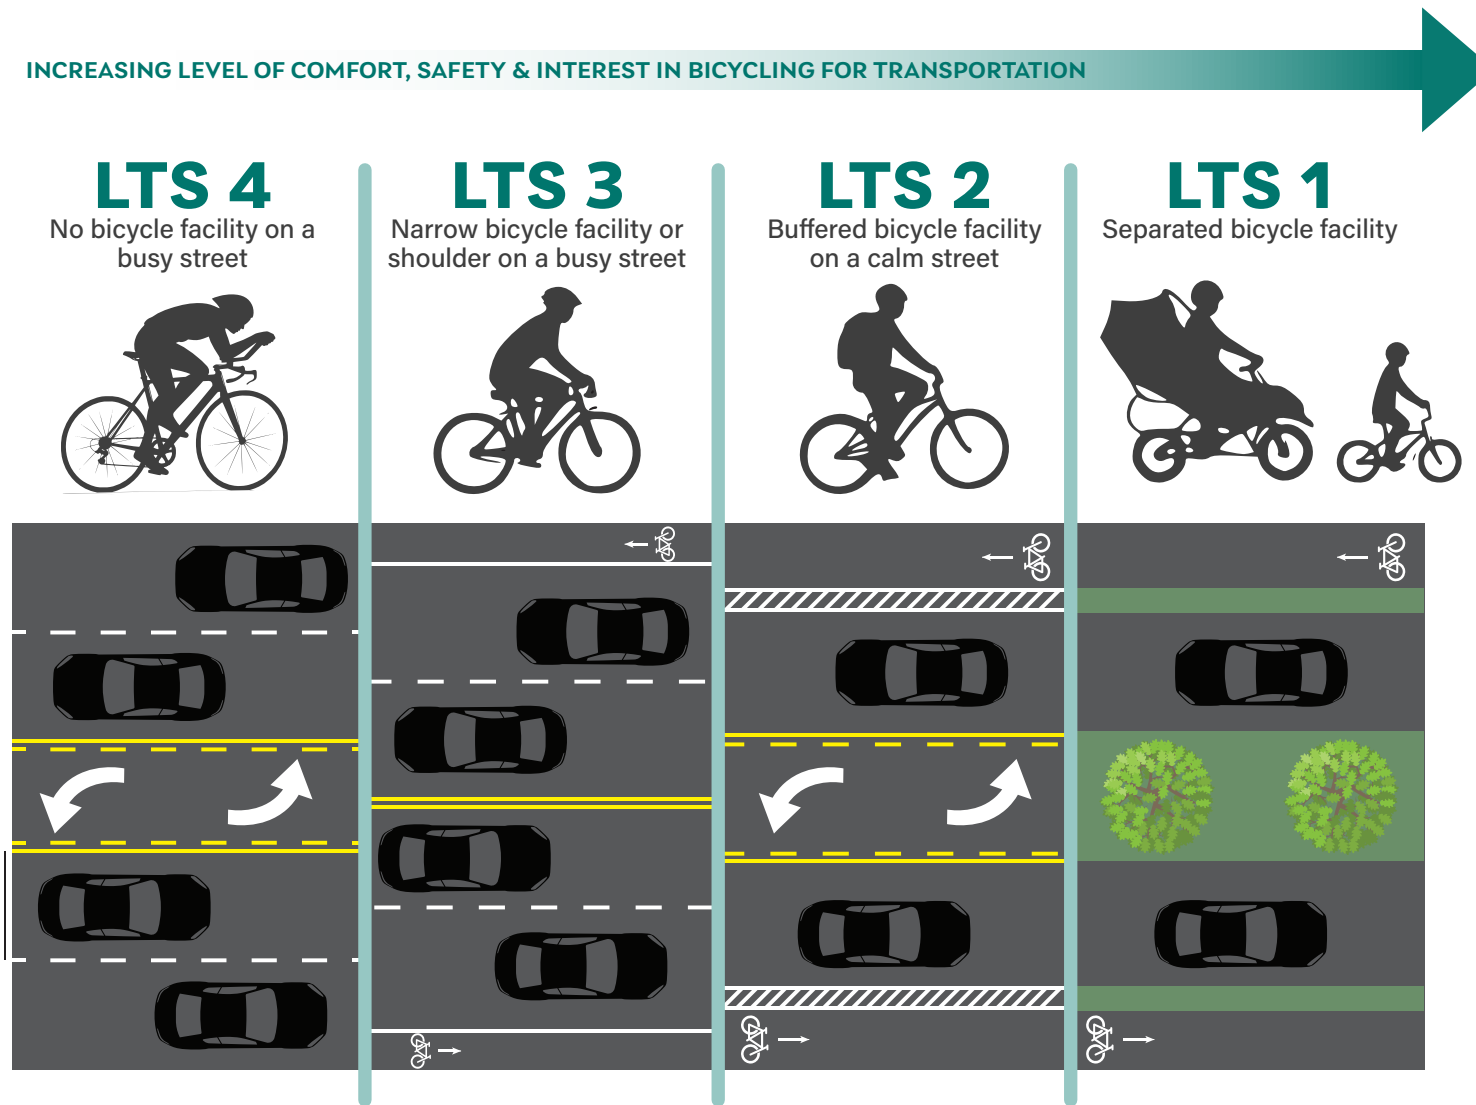 INCREASING LEVEL OF COMFORT, SAFETY & INTEREST IN BICYCLING FOR TRANSPORTATION
LTS 4
No bicycle facility on a
busy street
LTS 3
Narrow bicycle facility or
shoulder on a busy street
LTS 2
Buffered bicycle facility
on a calm street
LTS 1
Separated bicycle facility